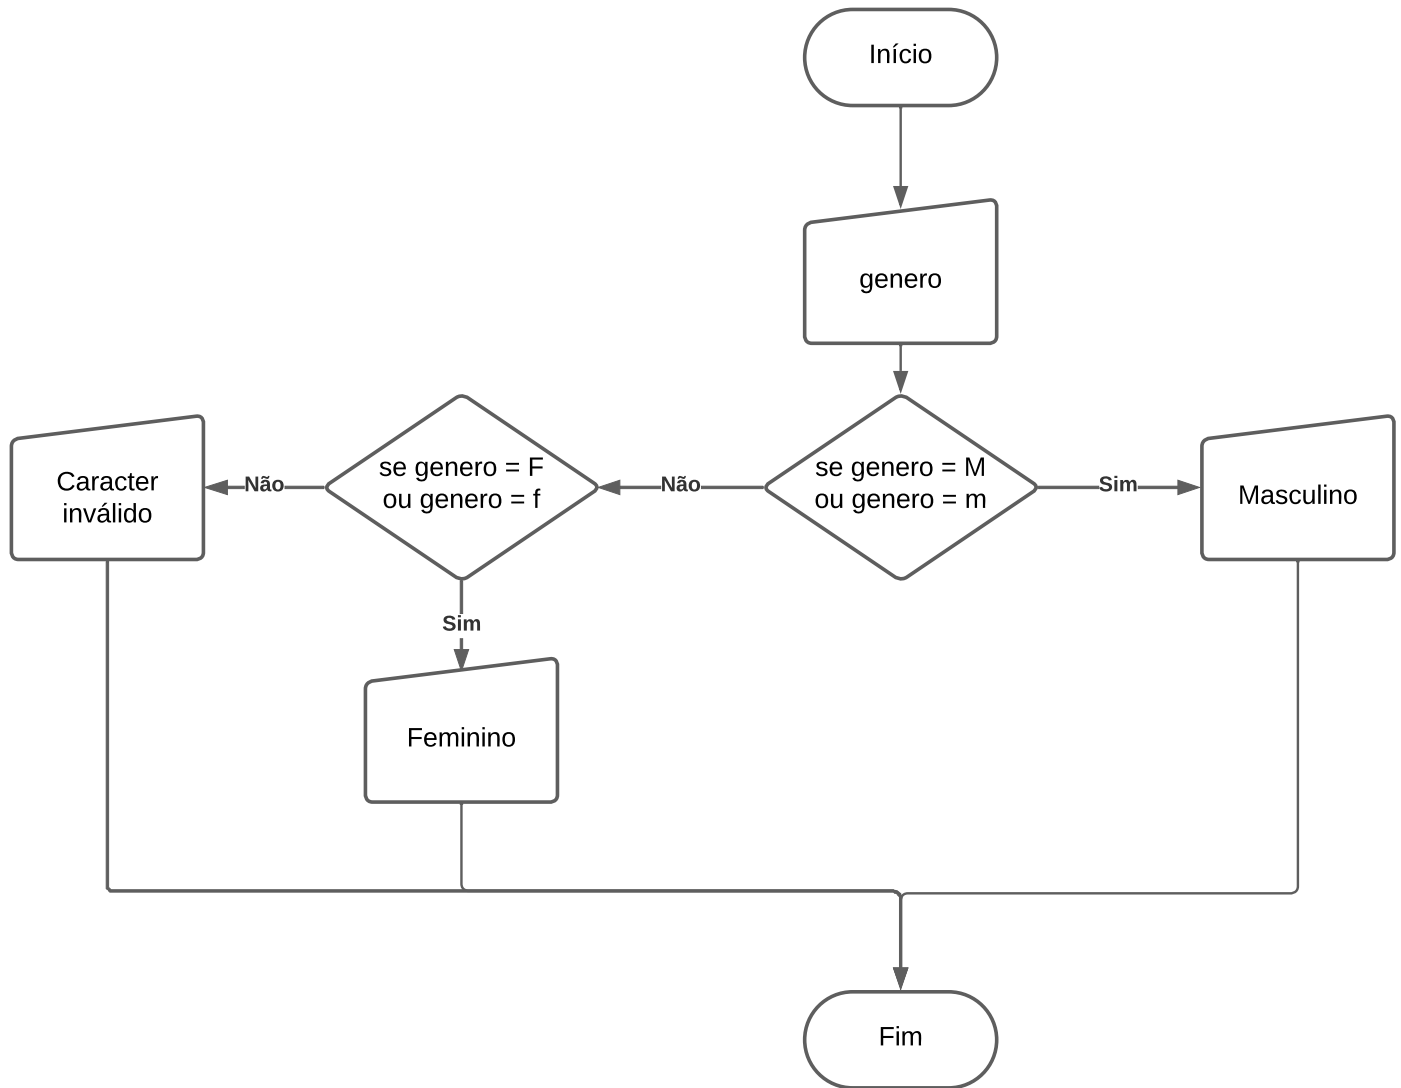 Início
genero
se genero = M
ou genero = m
Sim
Masculino
Não
se genero = F
ou genero = f
Não
Caracter
inválido
Sim
Feminino
Fim